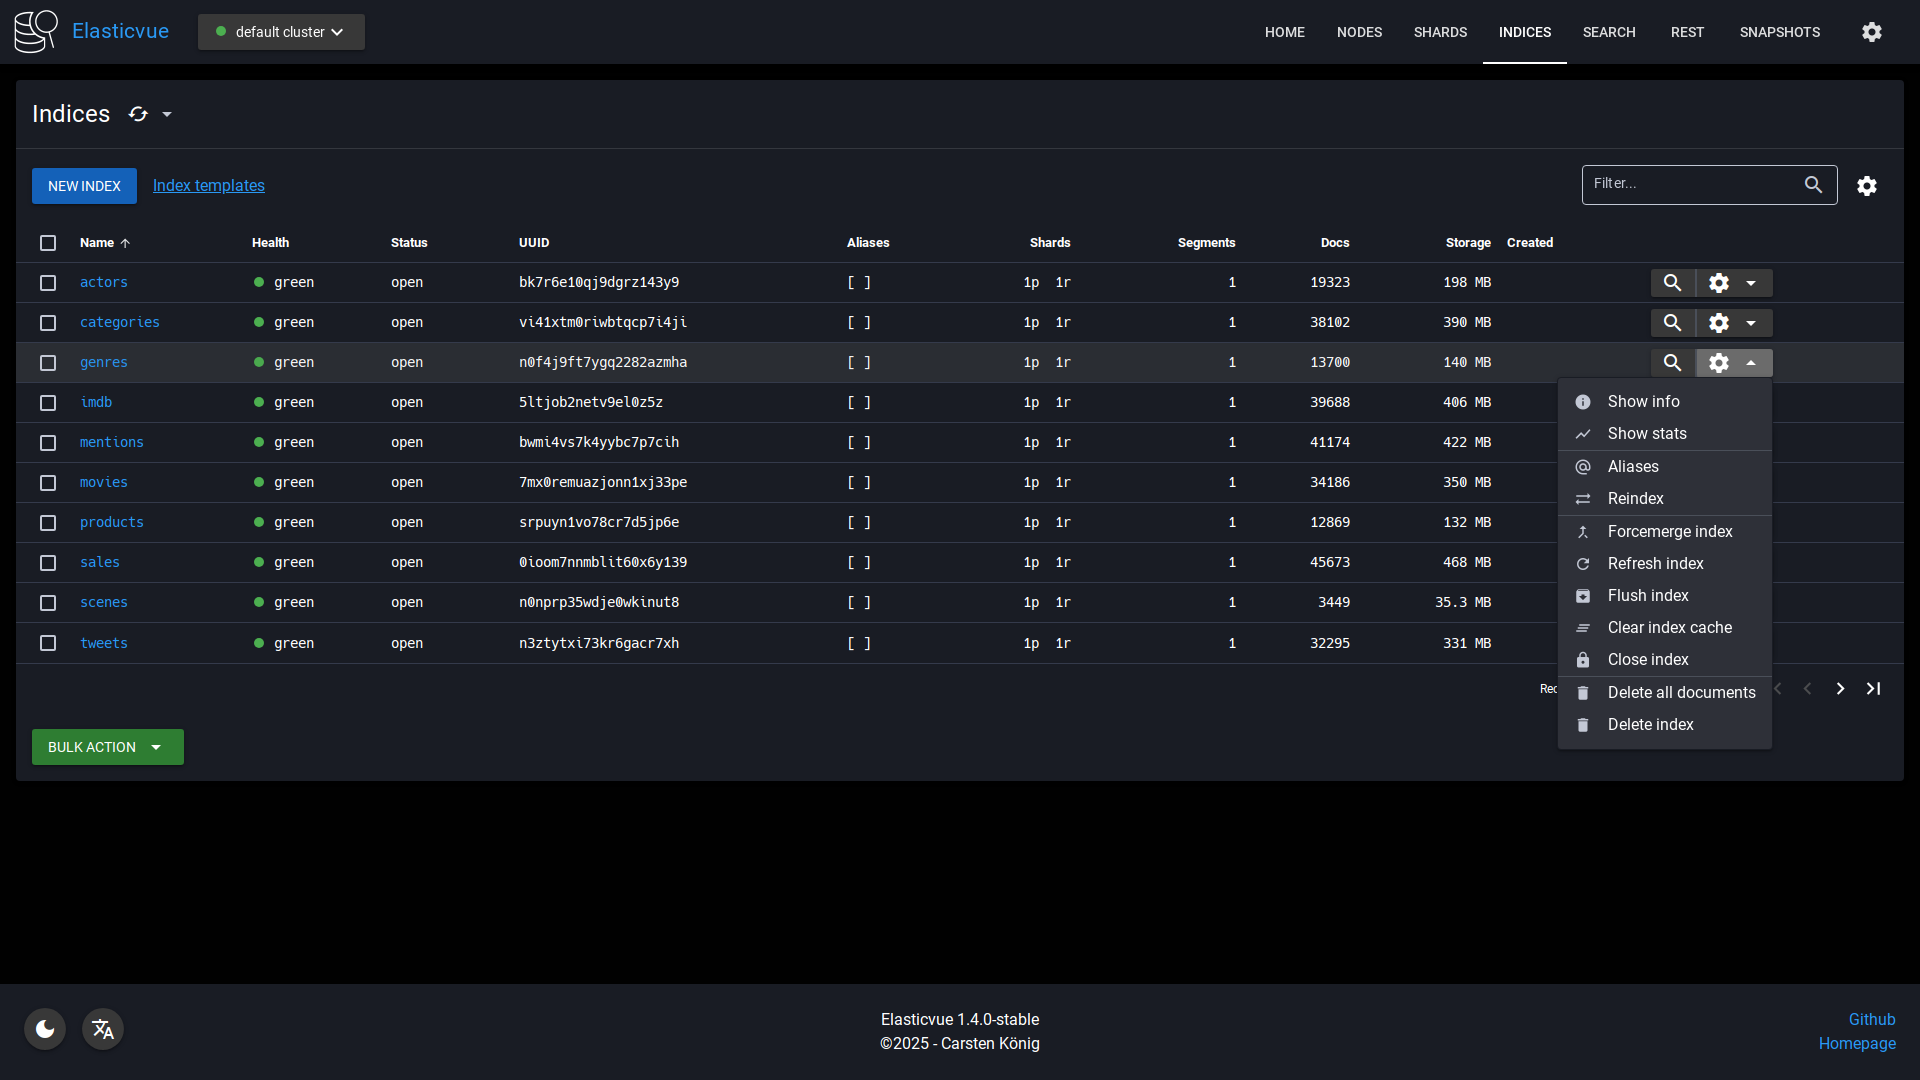 Elasticvue
default cluster
HOME NODES SHARDS INDICES SEARCH REST SNAPSHOTS
Indices
NEW INDEX
Index templates
Filter...
Name Health Status UUID Aliases Shards Segments Docs Storage Created
actors green open bk7r6e10qj9dgrz143y9 [ ] 1p 1r 1 19323 198 MB
categories green open vi41xtm0riwbtqcp7i4ji [ ] 1p 1r 1 38102 390 MB
genres green open n0f4j9ft7ygq2282azmha [ ] 1p 1r 1 13700 140 MB
imdb green open 5ltjob2netv9el0z5z [ ] 1p 1r 1 39688 406 MB
mentions green open bwmi4vs7k4yybc7p7cih [ ] 1p 1r 1 41174 422 MB
movies green open 7mx0remuazjonn1xj33pe [ ] 1p 1r 1 34186 350 MB
products green open srpuyn1vo78cr7d5jp6e [ ] 1p 1r 1 12869 132 MB
sales green open 0ioom7nnmblit60x6y139 [ ] 1p 1r 1 45673 468 MB
scenes green open n0nprp35wdje0wkinut8 [ ] 1p 1r 1 3449 35.3 MB
tweets green open n3ztytxi73kr6gacr7xh [ ] 1p 1r 1 32295 331 MB
Show info
Show stats
Aliases
Reindex
Forcemerge index
Refresh index
Flush index
Clear index cache
Close index
Delete all documents
Delete index
BULK ACTION
Elasticvue 1.4.0-stable
©2025 - Carsten König
Github
Homepage